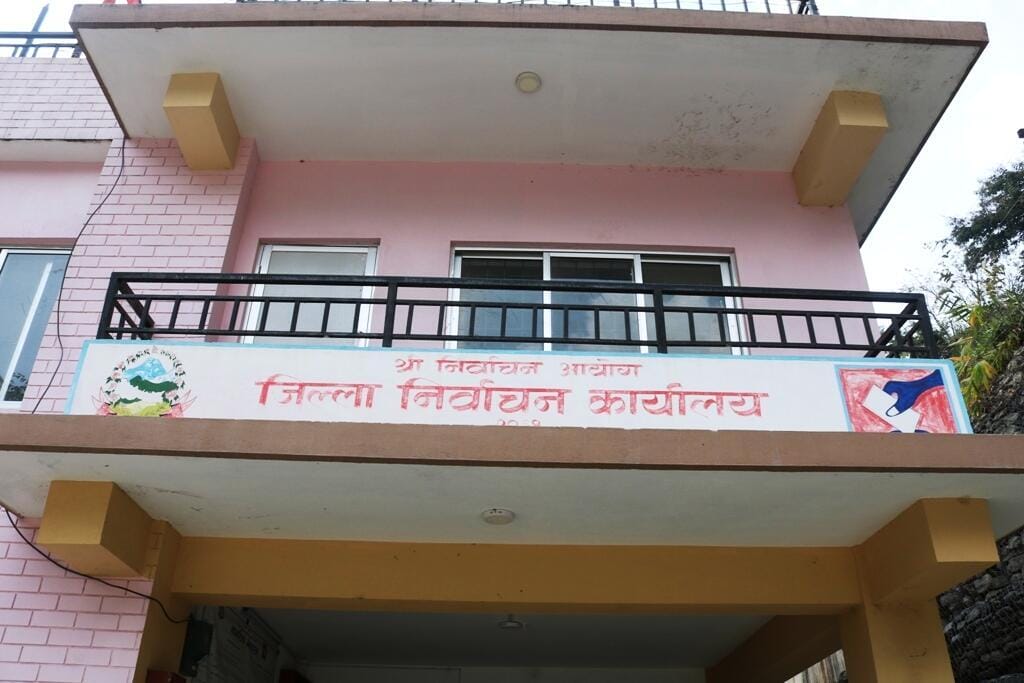 श्री निर्वाचन आयोग
जिल्ला निर्वाचन कार्यालय